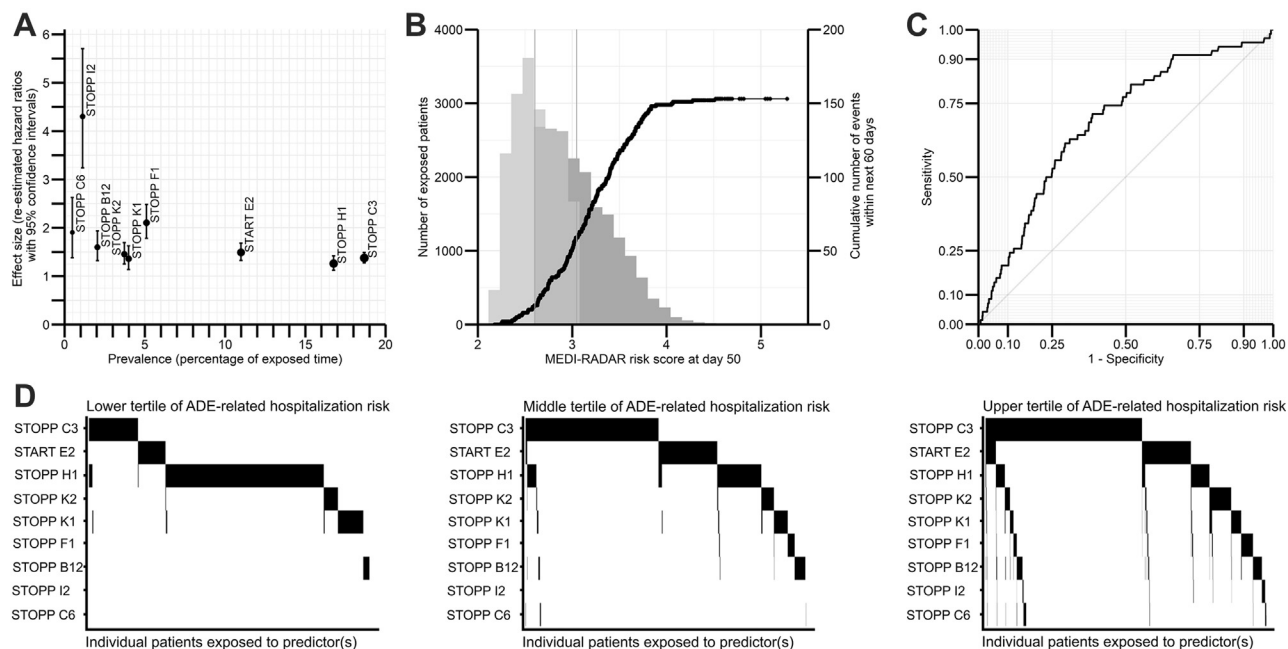 A
Effect size (re-estimated hazard ratios
with 95% confidence intervals)
6
5
4
3
2
1
0
STOPP C6
STOPP I2
STOPP B12
STOPP K2
STOPP K1
STOPP F1
START E2
STOPP H1
STOPP C3
0
5
10
15
20
Prevalence (percentage of exposed time)
B
Number of exposed patients
4000
3000
2000
1000
0
200
150
100
50
0
Cumulative number of events
within next 60 days
2
3
4
5
MEDI-RADAR risk score at day 50
C
Sensitivity
1.00
0.90
0.75
0.50
0.25
0.10
0.00
0.00
0.10
0.25
0.50
0.75
0.90
1.00
1 - Specificity
D
Lower tertile of ADE-related hospitalization risk
STOPP C3
START E2
STOPP H1
STOPP K2
STOPP K1
STOPP F1
STOPP B12
STOPP I2
STOPP C6
Individual patients exposed to predictor(s)
Middle tertile of ADE-related hospitalization risk
STOPP C3
START E2
STOPP H1
STOPP K2
STOPP K1
STOPP F1
STOPP B12
STOPP I2
STOPP C6
Individual patients exposed to predictor(s)
Upper tertile of ADE-related hospitalization risk
STOPP C3
START E2
STOPP H1
STOPP K2
STOPP K1
STOPP F1
STOPP B12
STOPP I2
STOPP C6
Individual patients exposed to predictor(s)